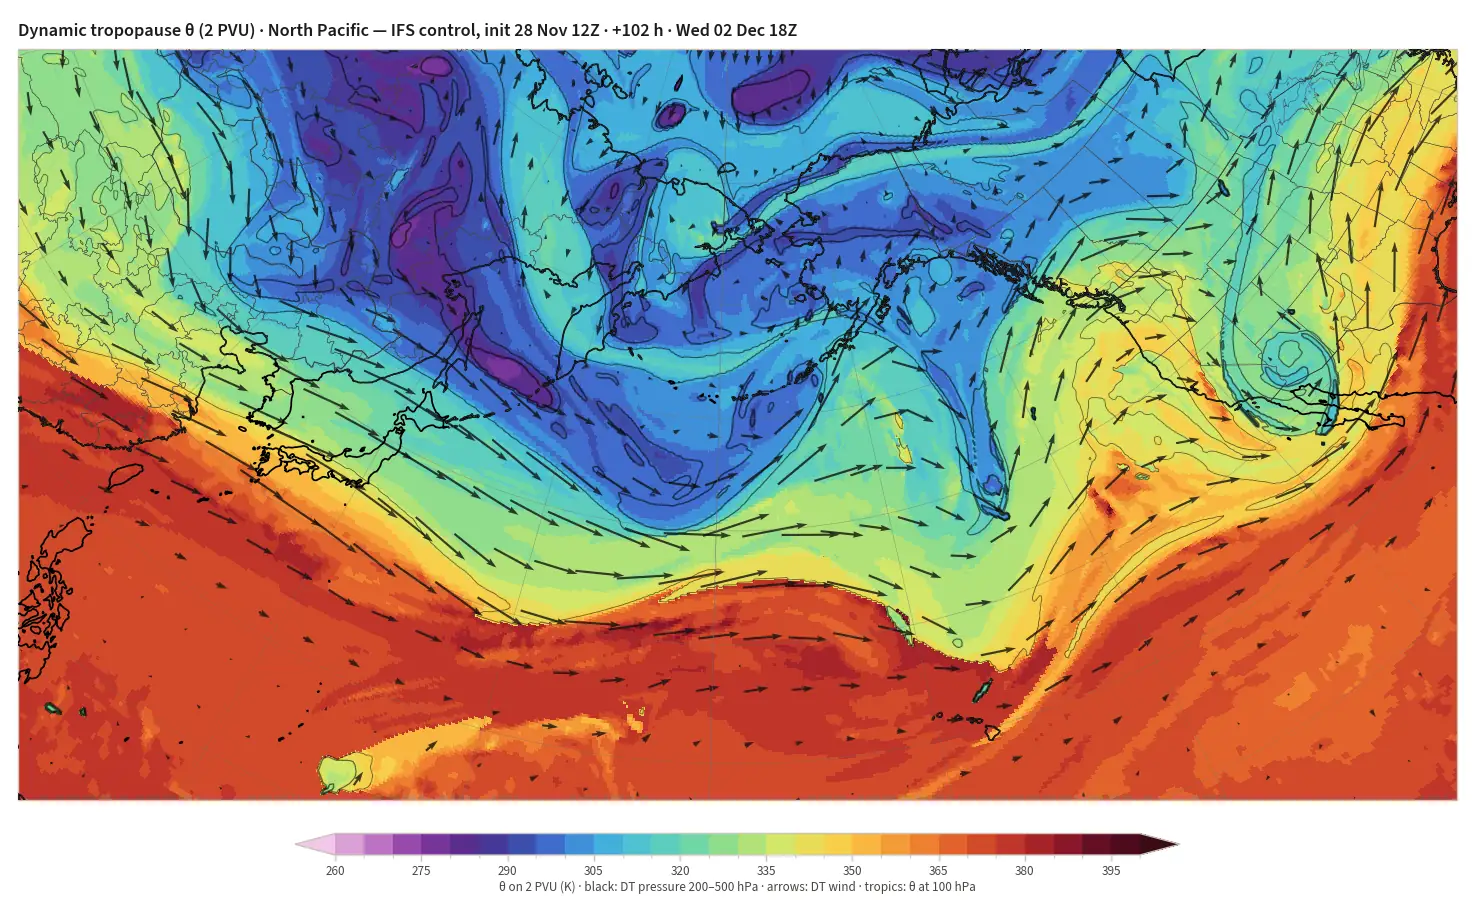 Dynamic tropopause θ (2 PVU) · North Pacific — IFS control, init 28 Nov 12Z · +102 h · Wed 02 Dec 18Z
260 275 290 305 320 335 350 365 380 395
θ on 2 PVU (K) · black: DT pressure 200–500 hPa · arrows: DT wind · tropics: θ at 100 hPa